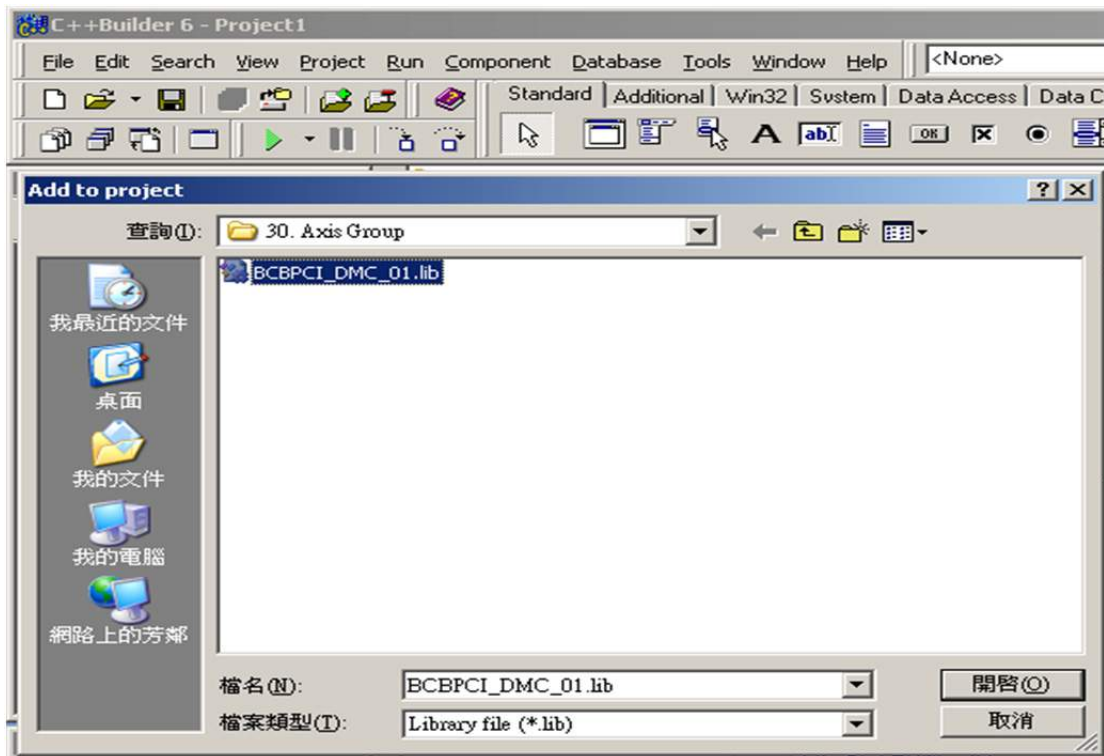 C++Builder 6 - Project1
File Edit Search View Project Run Component Database Tools Window Help <None>
Standard Additional Win32 System Data Access Data C
Add to project
查詢(I): 30. Axis Group
BCBPCI_DMC_01.lib
我最近的文件
桌面
我的文件
我的電腦
網路上的芳鄰
檔名(N): BCBPCI_DMC_01.lib 開啓(O)
檔案類型(T): Library file (*.lib) 取消